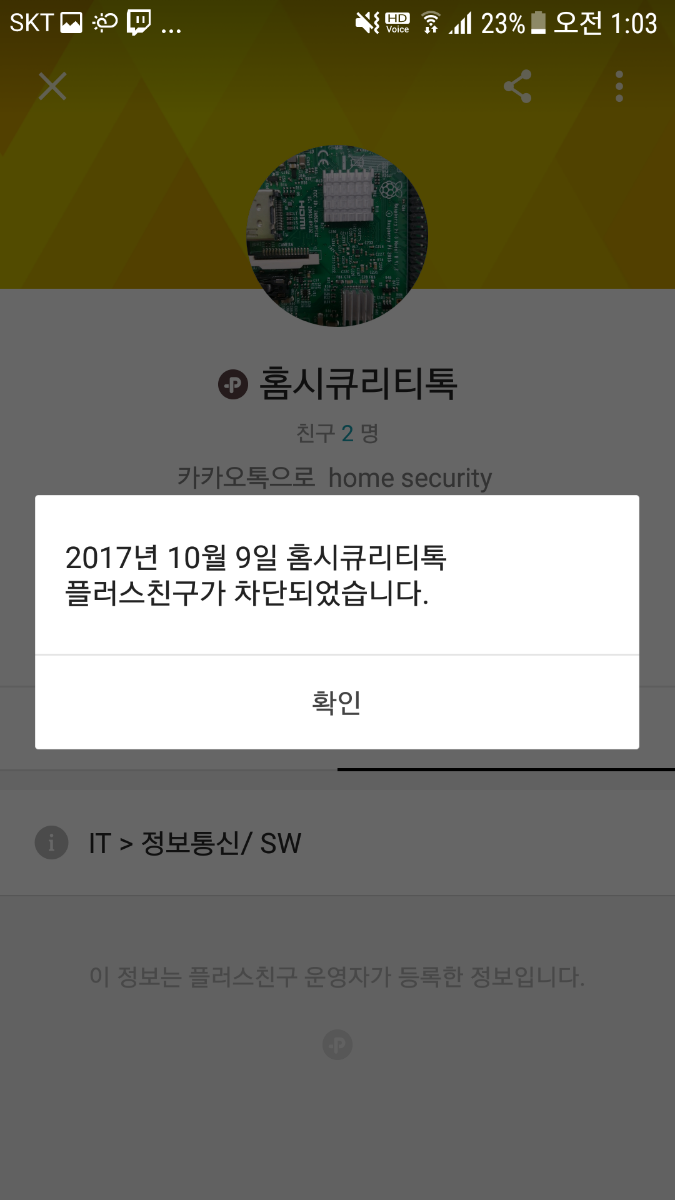 SKT ... HD Voice 23% 오전 1:03
HDMI
홈시큐리티톡
친구 2 명
카카오톡으로 home security
2017년 10월 9일 홈시큐리티톡
플러스친구가 차단되었습니다.
확인
IT > 정보통신/ SW
이 정보는 플러스친구 운영자가 등록한 정보입니다.